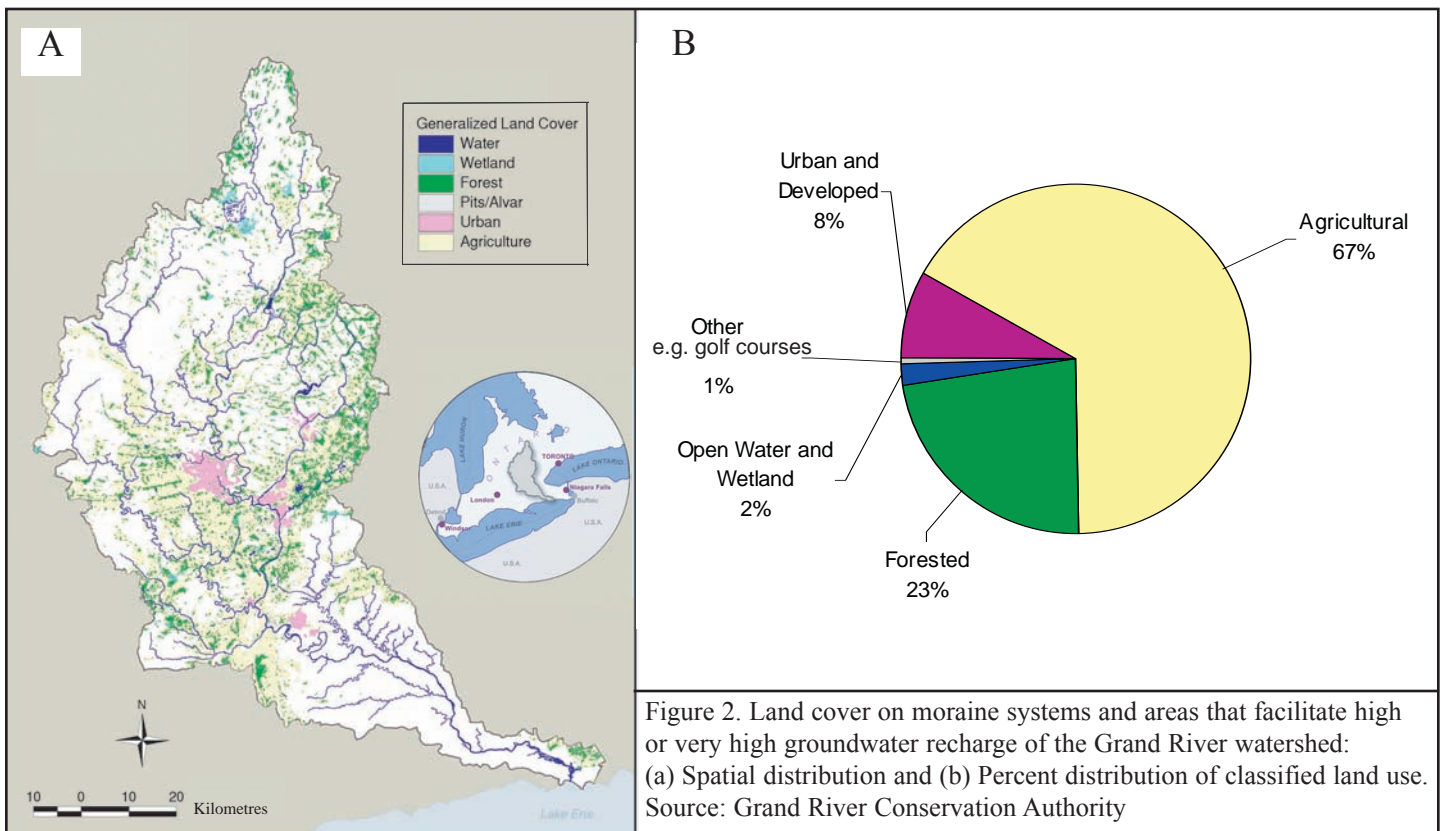 A
Generalized Land Cover
Water
Wetland
Forest
Pits/Alvar
Urban
Agriculture
LAKE HURON
ONTARIO
TORONTO
LAKE ONTARIO
U.S.A.
London
Niagara Falls
Buffalo
Detroit
Windsor
LAKE ERIE
U.S.A.
U.S.A.
N
10 0 10 20 Kilometres
Lake Erie
B
Urban and
Developed
8%
Agricultural
67%
Other
e.g. golf courses
1%
Open Water and
Wetland
2%
Forested
23%
Figure 2. Land cover on moraine systems and areas that facilitate high
or very high groundwater recharge of the Grand River watershed:
(a) Spatial distribution and (b) Percent distribution of classified land use.
Source: Grand River Conservation Authority